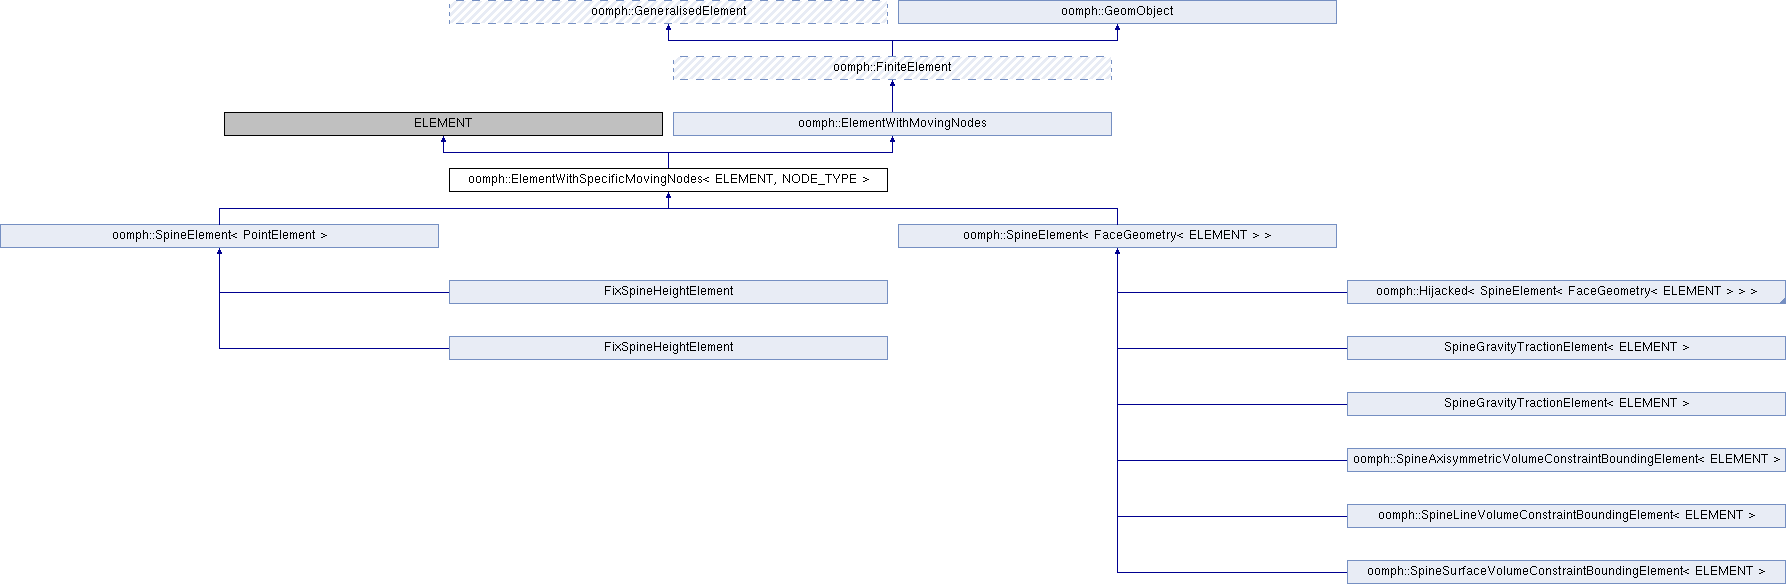 oomph::GeneralisedElement
oomph::GeomObject
oomph::FiniteElement
ELEMENT
oomph::ElementWithMovingNodes
oomph::ElementWithSpecificMovingNodes< ELEMENT, NODE_TYPE >
oomph::SpineElement< PointElement >
oomph::SpineElement< FaceGeometry< ELEMENT > >
FixSpineHeightElement
oomph::Hijacked< SpineElement< FaceGeometry< ELEMENT > > >
FixSpineHeightElement
SpineGravityTractionElement< ELEMENT >
SpineGravityTractionElement< ELEMENT >
oomph::SpineAxisymmetricVolumeConstraintBoundingElement< ELEMENT >
oomph::SpineLineVolumeConstraintBoundingElement< ELEMENT >
oomph::SpineSurfaceVolumeConstraintBoundingElement< ELEMENT >